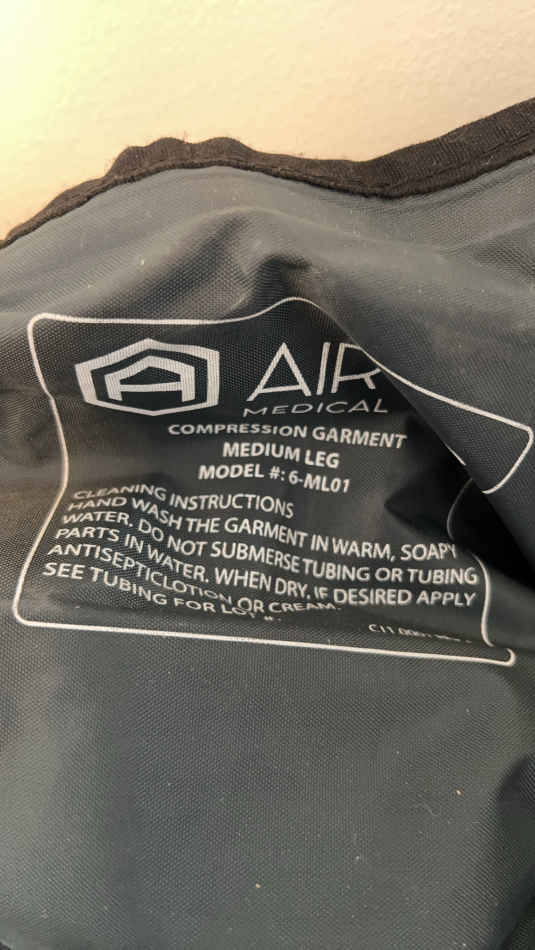 AIR
MEDICAL
COMPRESSION GARMENT
MEDIUM LEG
MODEL #: 6-ML01
CLEANING INSTRUCTIONS
HAND WASH THE GARMENT IN WARM, SOAPY
WATER. DO NOT SUBMERSE TUBING OR TUBING
PARTS IN WATER. WHEN DRY, IF DESIRED APPLY
ANTISEPTICLOTION OR CREAM.
SEE TUBING FOR LOT #.